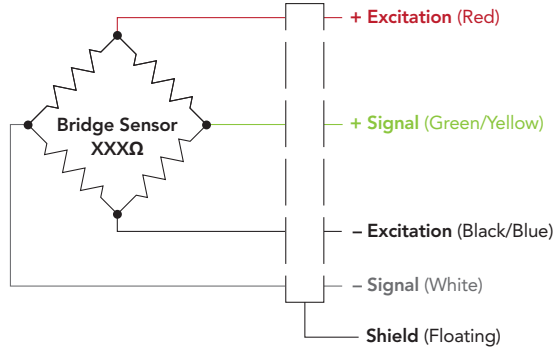 + Excitation (Red)
+ Signal (Green/Yellow)
Bridge Sensor
XXXΩ
– Excitation (Black/Blue)
– Signal (White)
Shield (Floating)